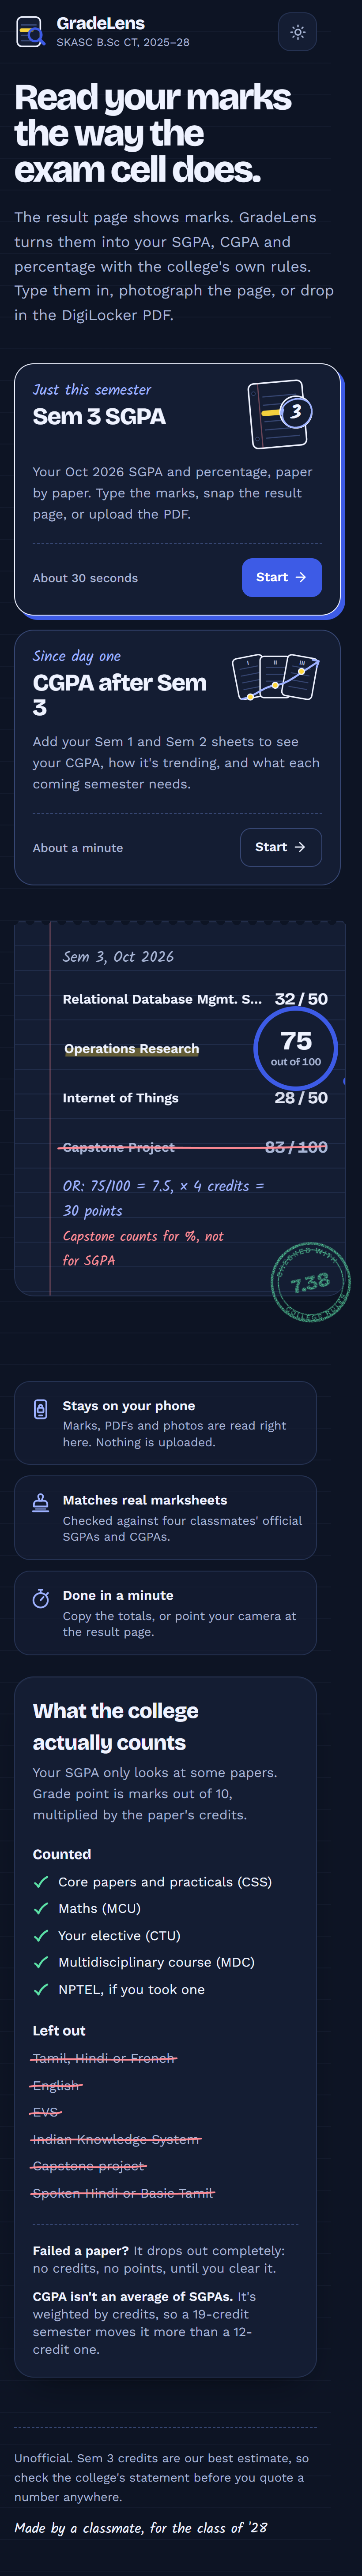 GradeLens
SKASC B.Sc CT, 2025–28
Read your marks
the way the
exam cell does.
The result page shows marks. GradeLens
turns them into your SGPA, CGPA and
percentage with the college's own rules.
Type them in, photograph the page, or drop
in the DigiLocker PDF.
Just this semester
Sem 3 SGPA
3
Your Oct 2026 SGPA and percentage, paper
by paper. Type the marks, snap the result
page, or upload the PDF.
About 30 seconds
Start →
Since day one
CGPA after Sem
3
I II III
Add your Sem 1 and Sem 2 sheets to see
your CGPA, how it's trending, and what each
coming semester needs.
About a minute
Start →
Sem 3, Oct 2026
Relational Database Mgmt. S... 32 / 50
Operations Research
75
out of 100
Internet of Things 28 / 50
Capstone Project 83 / 100
OR: 75/100 = 7.5, × 4 credits =
30 points
Capstone counts for %, not
for SGPA
CHECKED WITH
7.38
COLLEGE RULES
Stays on your phone
Marks, PDFs and photos are read right
here. Nothing is uploaded.
Matches real marksheets
Checked against four classmates' official
SGPAs and CGPAs.
Done in a minute
Copy the totals, or point your camera at
the result page.
What the college
actually counts
Your SGPA only looks at some papers.
Grade point is marks out of 10,
multiplied by the paper's credits.
Counted
Core papers and practicals (CSS)
Maths (MCU)
Your elective (CTU)
Multidisciplinary course (MDC)
NPTEL, if you took one
Left out
Tamil, Hindi or French
English
EVS
Indian Knowledge System
Capstone project
Spoken Hindi or Basic Tamil
Failed a paper? It drops out completely:
no credits, no points, until you clear it.
CGPA isn't an average of SGPAs. It's
weighted by credits, so a 19-credit
semester moves it more than a 12-
credit one.
Unofficial. Sem 3 credits are our best estimate, so
check the college's statement before you quote a
number anywhere.
Made by a classmate, for the class of '28